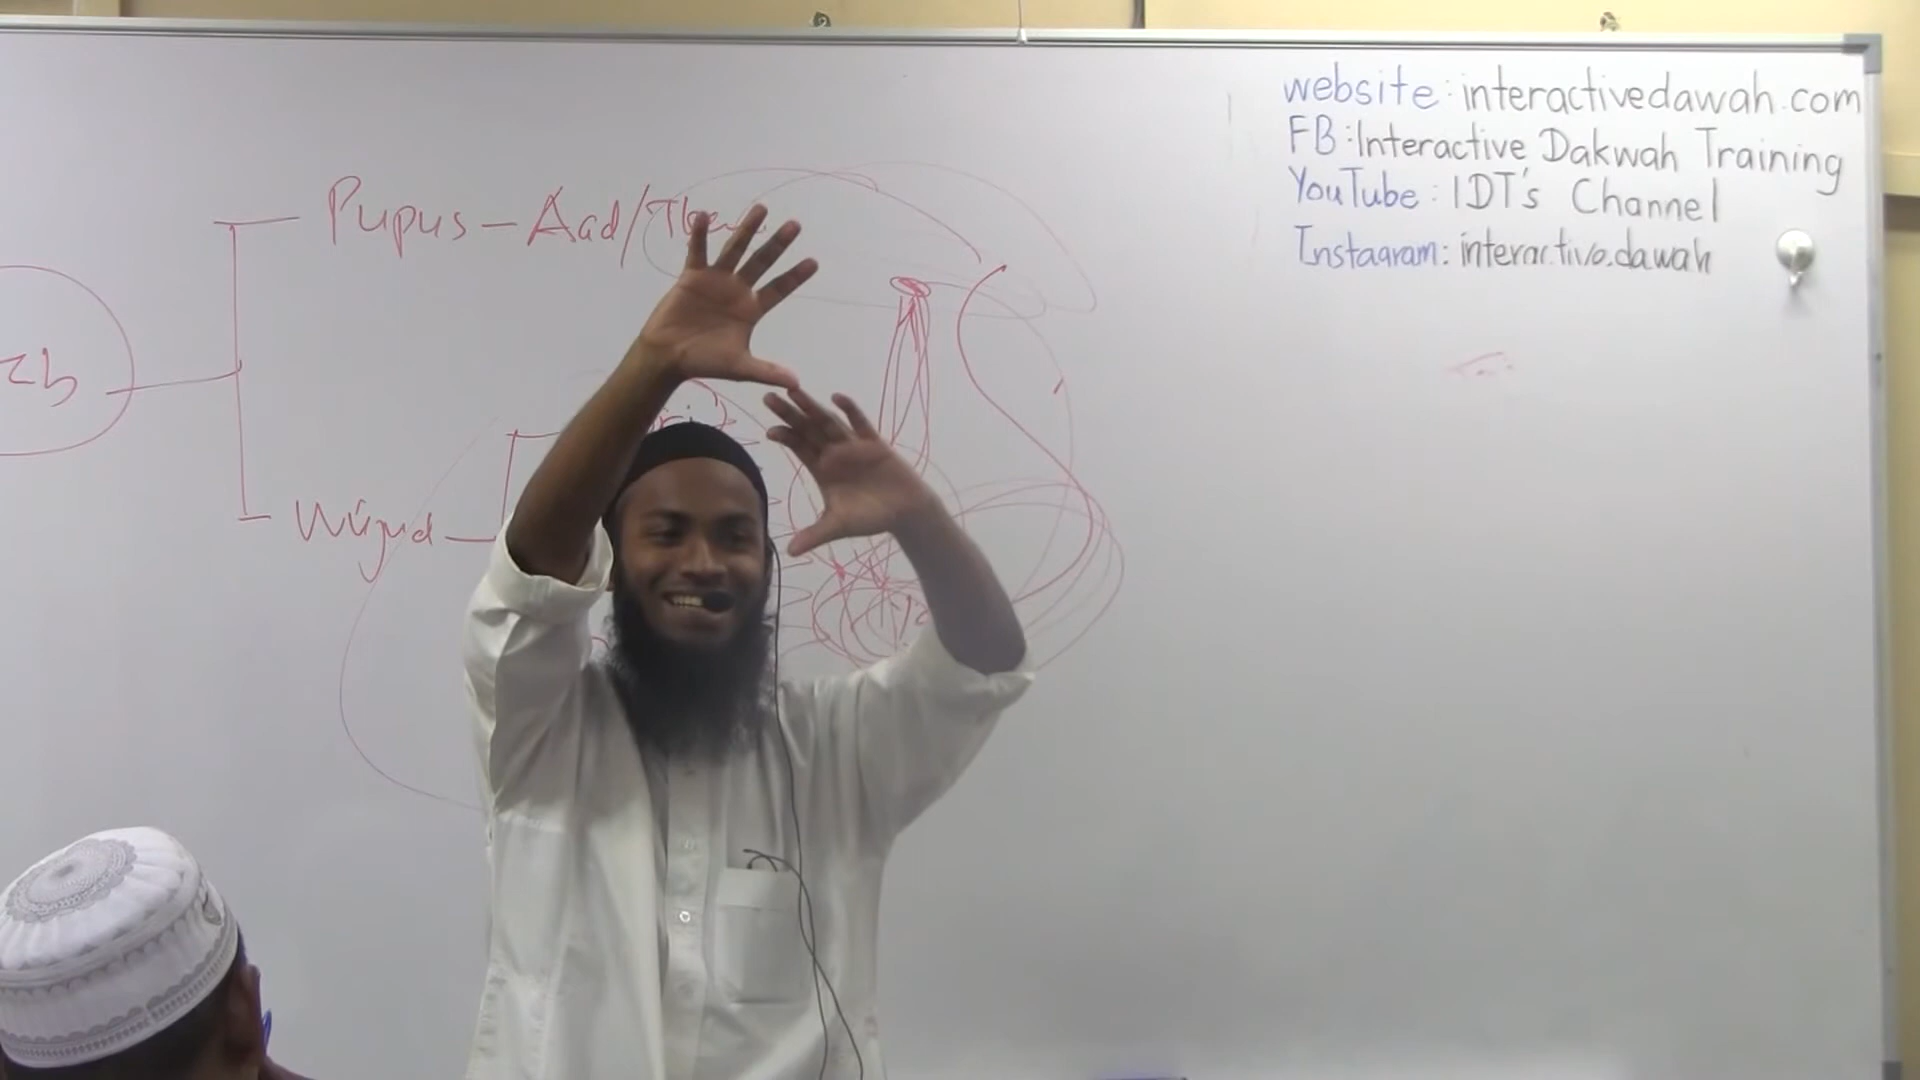 website: interactivedawah.com
FB: Interactive Dakwah Training
YouTube: IDT's Channel
Instagram: interactive.dawah
Pupus - Aad/
Wujud